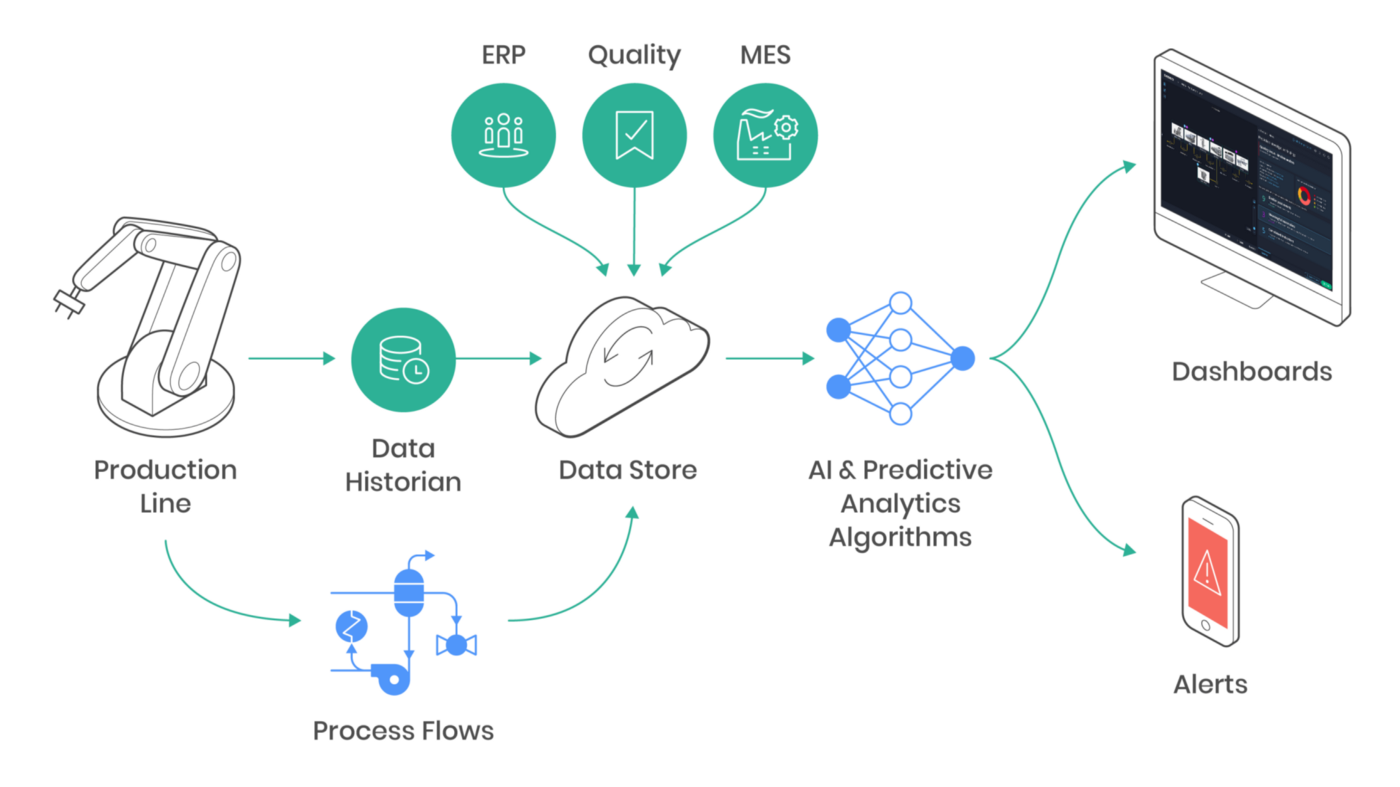 ERP
Quality
MES
Production
Line
Data
Historian
Data Store
AI & Predictive
Analytics
Algorithms
Dashboards
Process Flows
Alerts